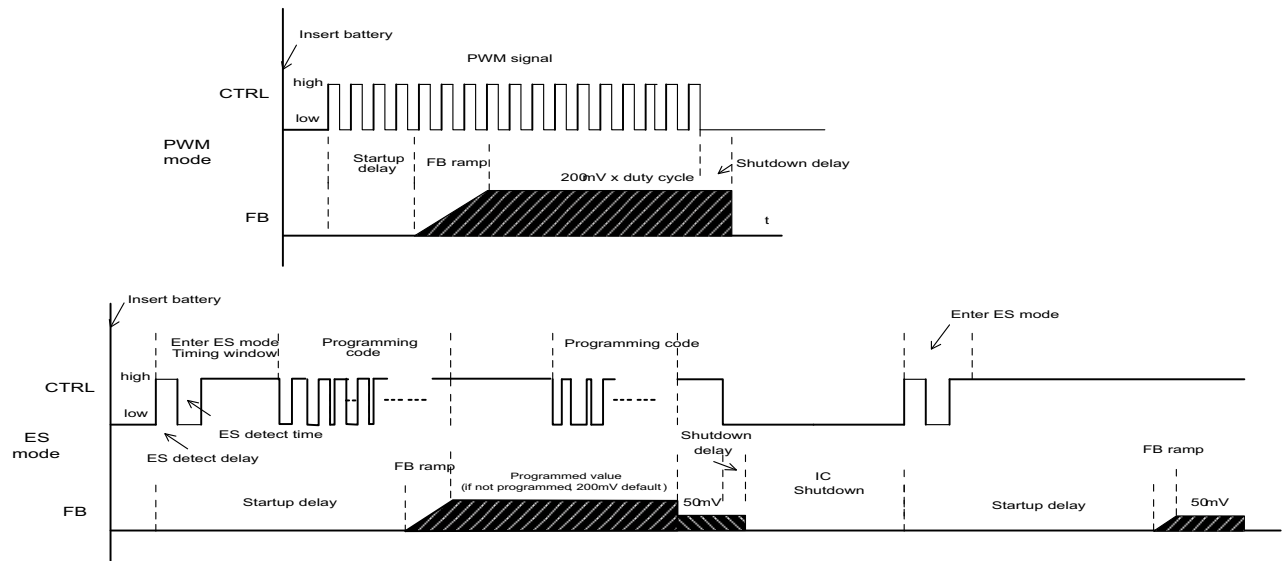 Insert battery
PWM signal
high
CTRL
low
PWM
mode
Startup
delay
FB ramp
Shutdown delay
200mV x duty cycle
FB
t
Insert battery
Enter ES mode
Enter ES mode
Timing window
Programming
code
Programming code
high
CTRL
low
ES detect time
ES
mode
ES detect delay
Shutdown
delay
FB ramp
FB ramp
Programmed value
(if not programmed, 200mV default)
IC
Shutdown
50mV
50mV
Startup delay
Startup delay
FB